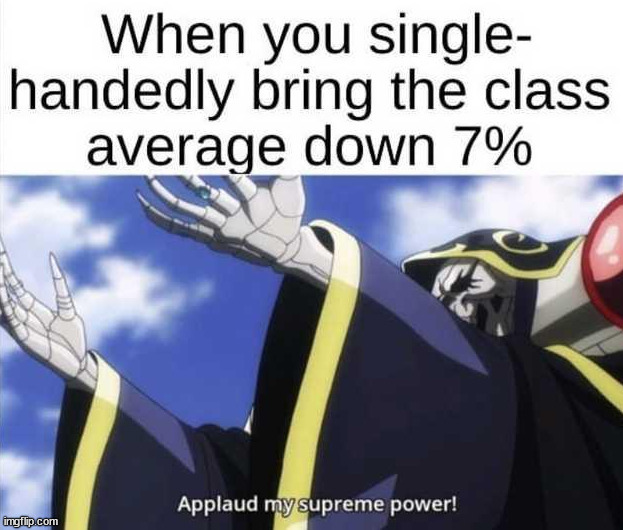 When you single-
handedly bring the class
average down 7%
Applaud my supreme power!
imgflip.com